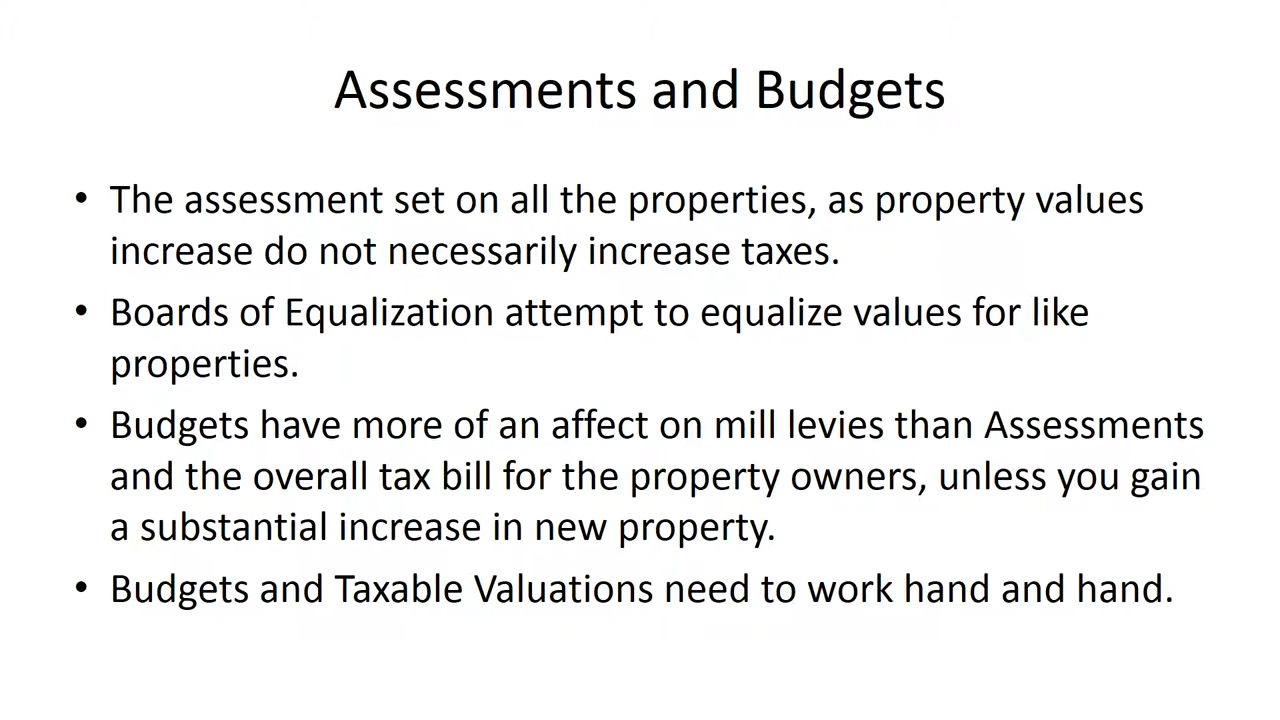 Assessments and Budgets
• The assessment set on all the properties, as property values
increase do not necessarily increase taxes.
• Boards of Equalization attempt to equalize values for like
properties.
• Budgets have more of an affect on mill levies than Assessments
and the overall tax bill for the property owners, unless you gain
a substantial increase in new property.
• Budgets and Taxable Valuations need to work hand and hand.